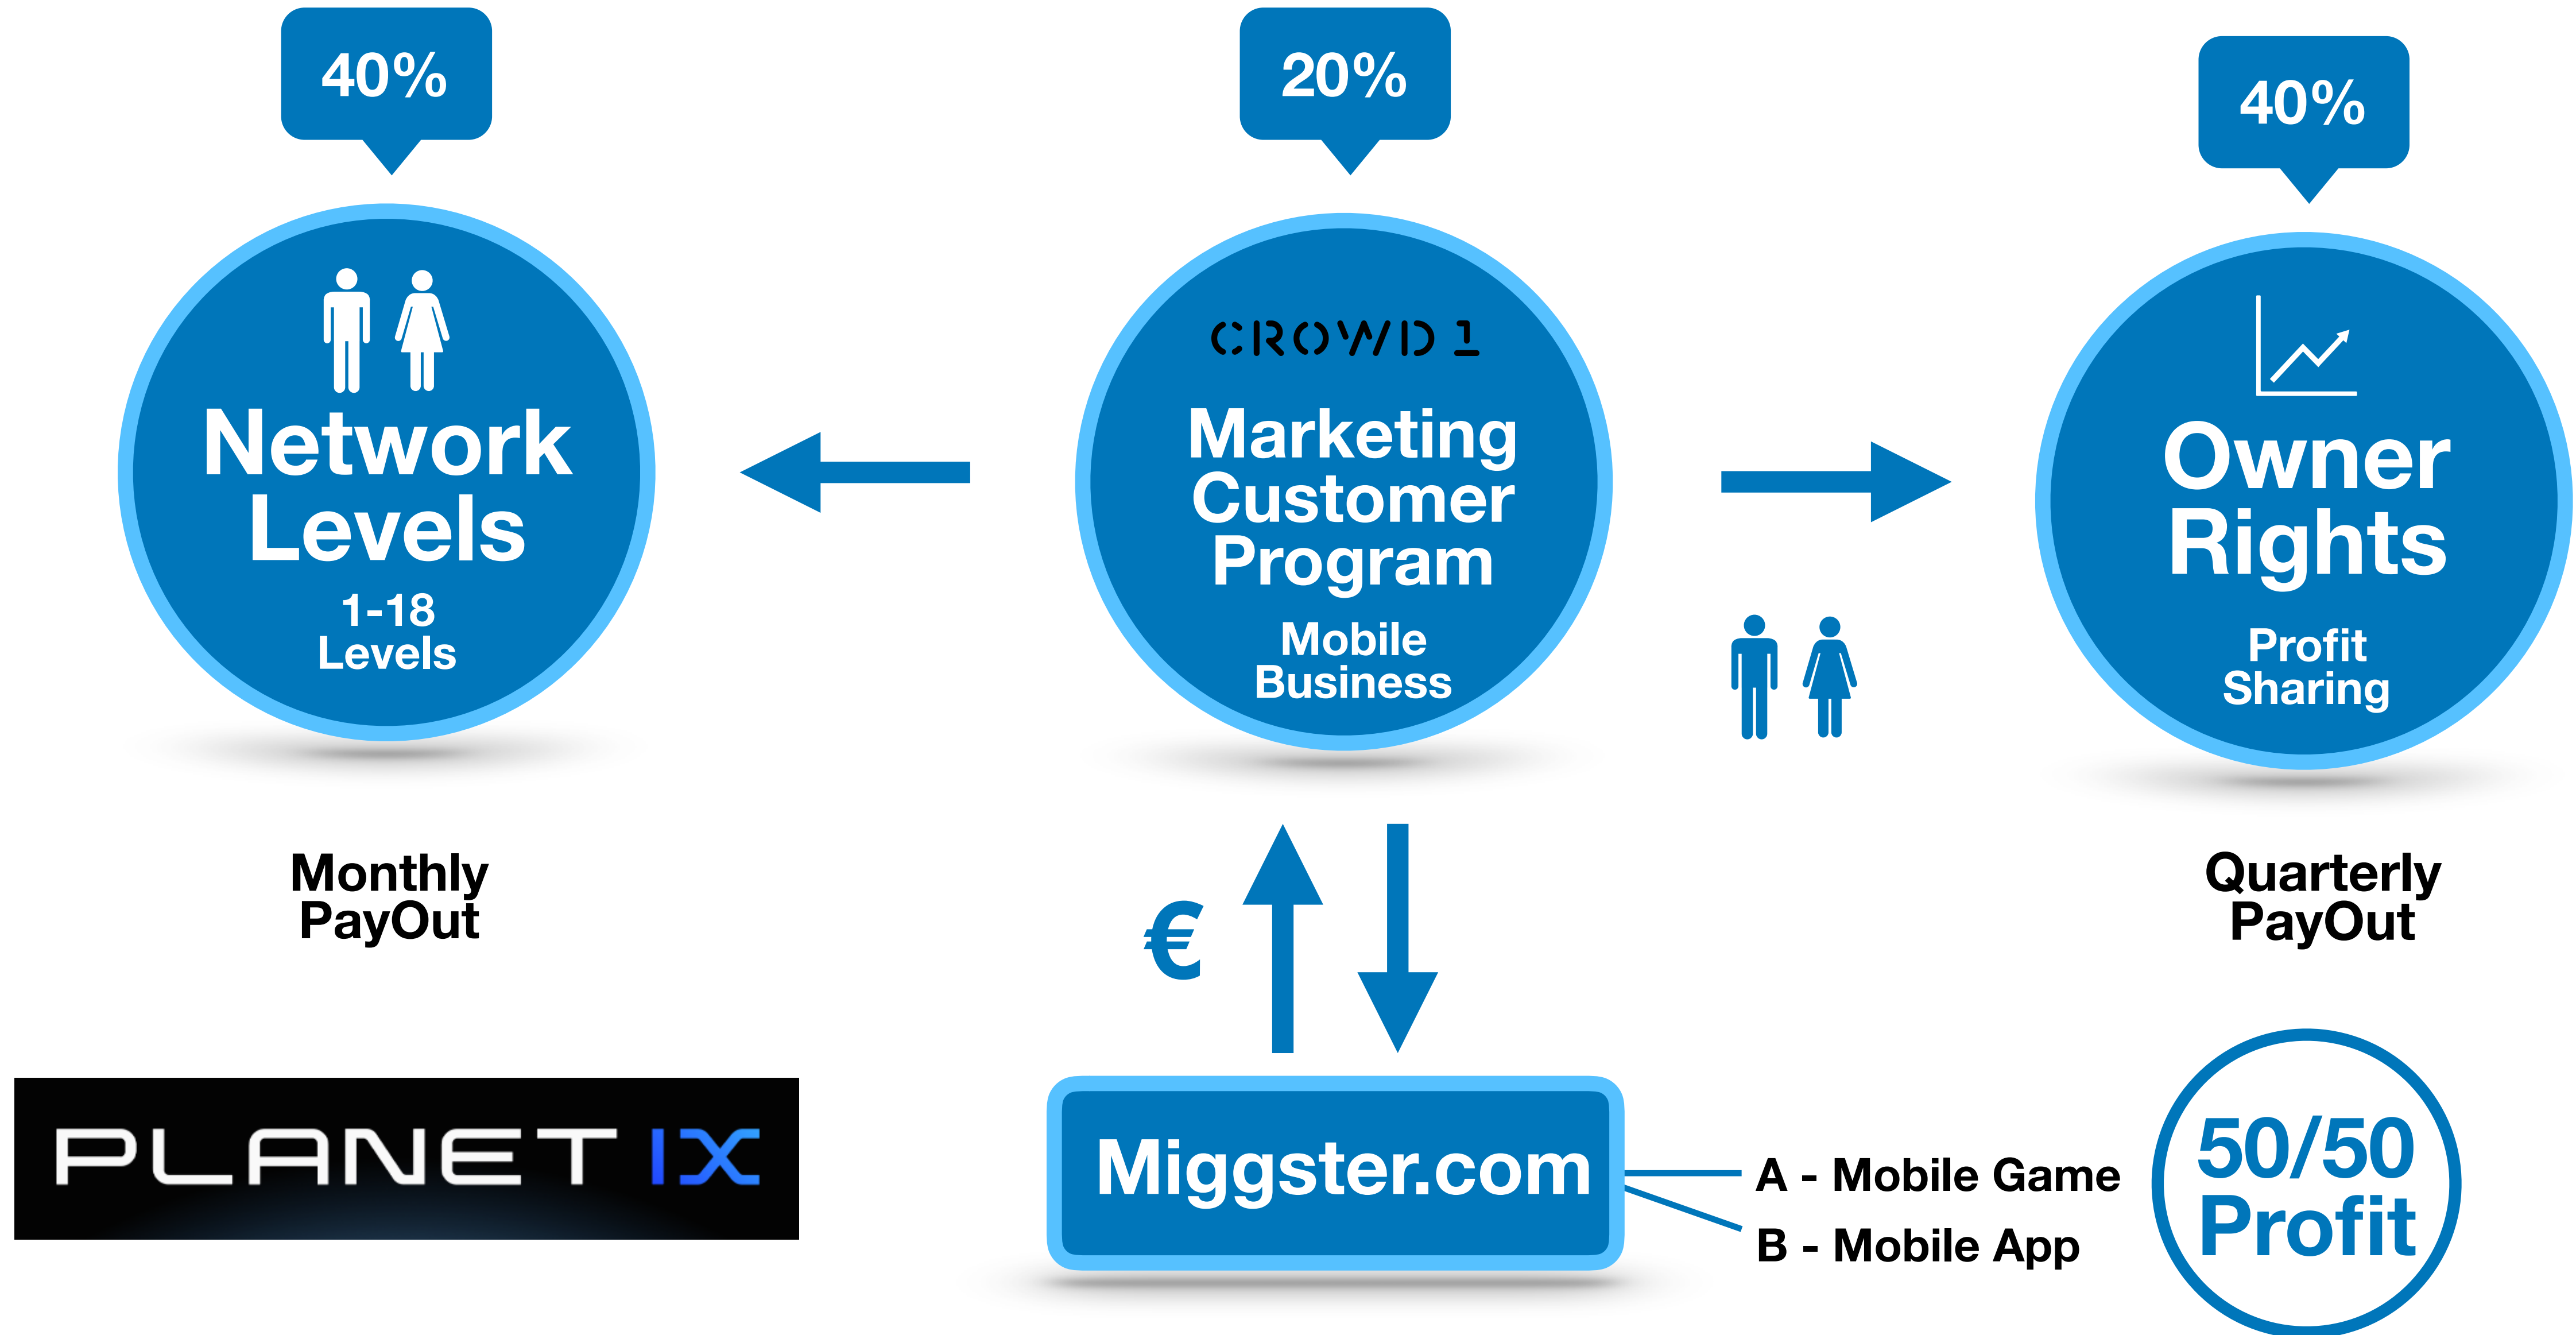 40%
Network
Levels
1-18
Levels
Monthly
PayOut
20%
CROWD 1
Marketing
Customer
Program
Mobile
Business
40%
Owner
Rights
Profit
Sharing
Quarterly
PayOut
€
PLANET IX
Miggster.com
A - Mobile Game
B - Mobile App
50/50
Profit